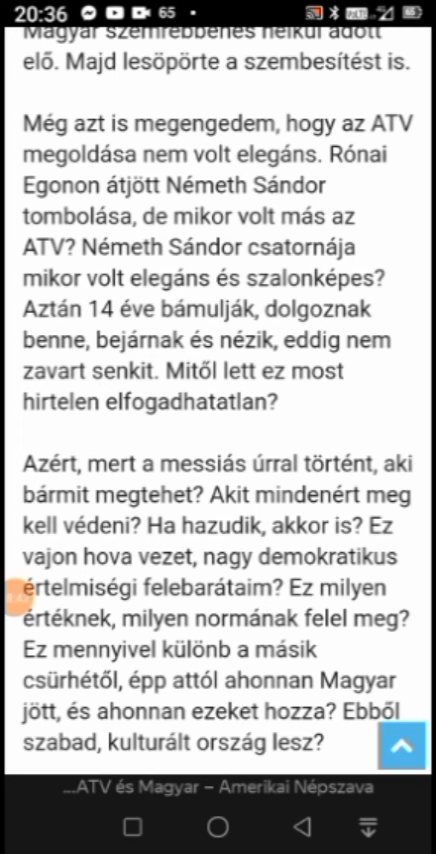 20:36 65
Magyar szemrebbenés nélkül adott
elő. Majd lesöpörte a szembesítést is.
Még azt is megengedem, hogy az ATV
megoldása nem volt elegáns. Rónai
Egonon átjött Németh Sándor
tombolása, de mikor volt más az
ATV? Németh Sándor csatornája
mikor volt elegáns és szalonképes?
Aztán 14 éve bámulják, dolgoznak
benne, bejárnak és nézik, eddig nem
zavart senkit. Mitől lett ez most
hirtelen elfogadhatatlan?
Azért, mert a messiás úrral történt, aki
bármit megtehet? Akit mindenért meg
kell védeni? Ha hazudik, akkor is? Ez
vajon hova vezet, nagy demokratikus
értelmiségi felebarátaim? Ez milyen
értéknek, milyen normának felel meg?
Ez mennyivel különb a másik
csürhétől, épp attól ahonnan Magyar
jött, és ahonnan ezeket hozza? Ebből
szabad, kulturált ország lesz?
...ATV és Magyar – Amerikai Népszava